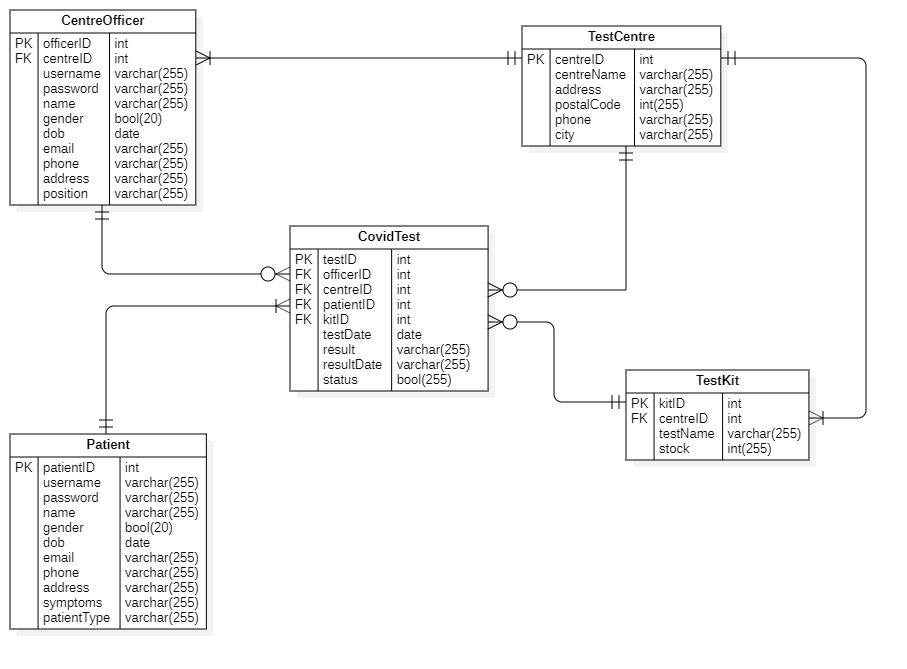 CentreOfficer
PK officerID int
FK centreID int
username varchar(255)
password varchar(255)
name varchar(255)
gender bool(20)
dob date
email varchar(255)
phone varchar(255)
address varchar(255)
position varchar(255)
TestCentre
PK centreID int
centreName varchar(255)
address varchar(255)
postalCode int(255)
phone varchar(255)
city varchar(255)
CovidTest
PK testID int
FK officerID int
FK centreID int
FK patientID int
FK kitID int
testDate date
result varchar(255)
resultDate varchar(255)
status bool(255)
TestKit
PK kitID int
FK centreID int
testName varchar(255)
stock int(255)
Patient
PK patientID int
username varchar(255)
password varchar(255)
name varchar(255)
gender bool(20)
dob date
email varchar(255)
phone varchar(255)
address varchar(255)
symptoms varchar(255)
patientType varchar(255)